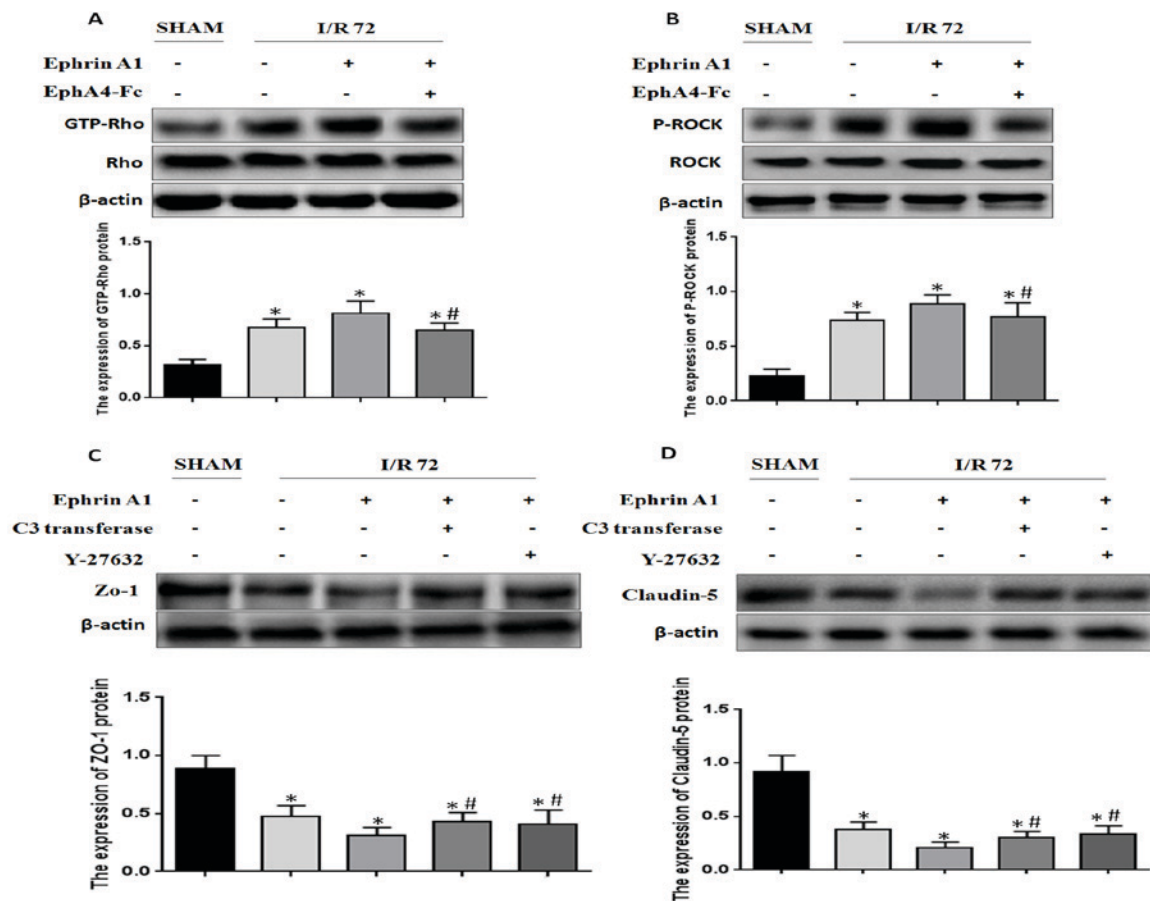 A
SHAM I/R 72
Ephrin A1 - - + +
EphA4-Fc - - - +
GTP-Rho
Rho
β-actin
The expression of GTP-Rho protein
1.5
1.0
0.5
0.0
* * * #
B
SHAM I/R 72
Ephrin A1 - - + +
EphA4-Fc - - - +
P-ROCK
ROCK
β-actin
The expression of P-ROCK protein
1.5
1.0
0.5
0.0
* * * #
C
SHAM I/R 72
Ephrin A1 - - + + +
C3 transferase - - - + -
Y-27632 - - - - +
Zo-1
β-actin
The expression of ZO-1 protein
1.5
1.0
0.5
0.0
* * * # * #
D
SHAM I/R 72
Ephrin A1 - - + + +
C3 transferase - - - + -
Y-27632 - - - - +
Claudin-5
β-actin
The expression of Claudin-5 protein
1.5
1.0
0.5
0.0
* * * # * #